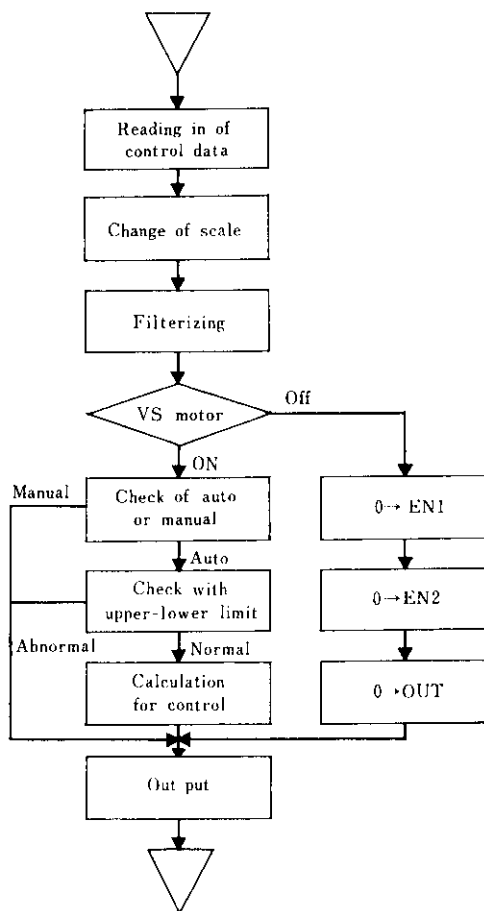 Reading in of
control data
Change of scale
Filterizing
VS motor
Off
ON
Manual
Check of auto
or manual
0→ EN1
Auto
Check with
upper-lower limit
0→EN2
Abnormal
Normal
Calculation
for control
0 →OUT
Out put